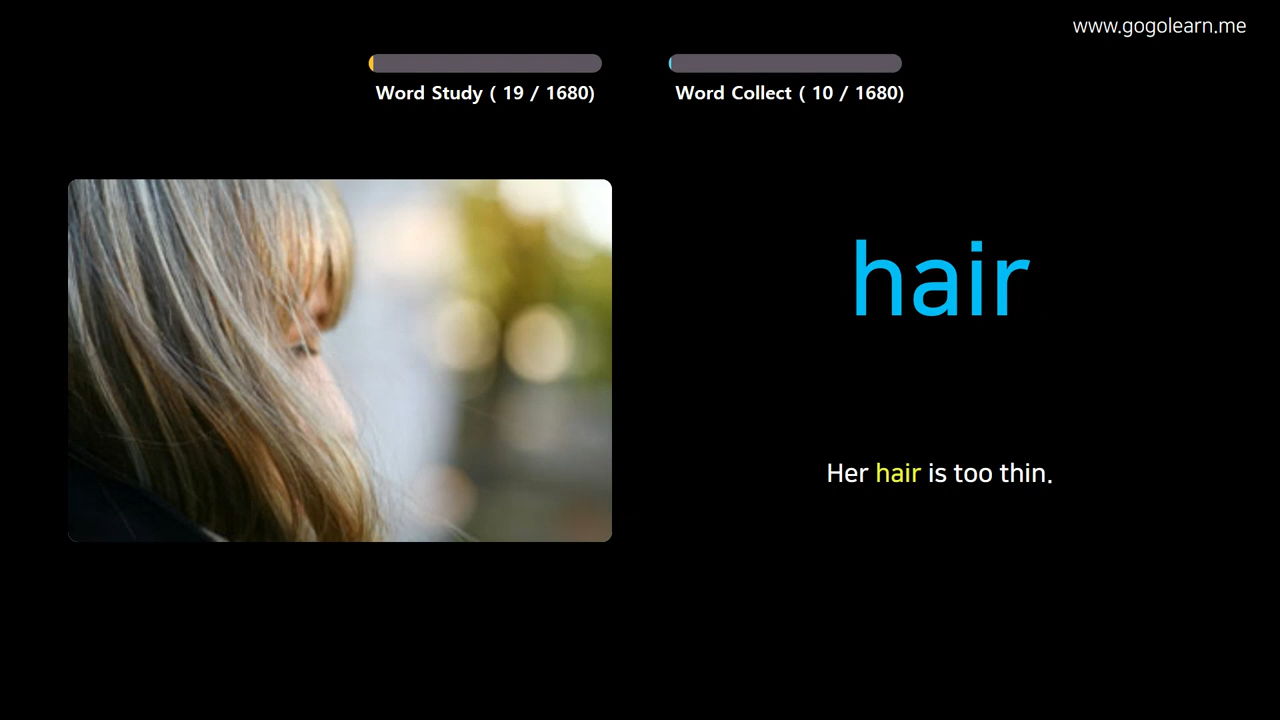 www.gogolearn.me
Word Study ( 19 / 1680)
Word Collect ( 10 / 1680)
hair
Her hair is too thin.